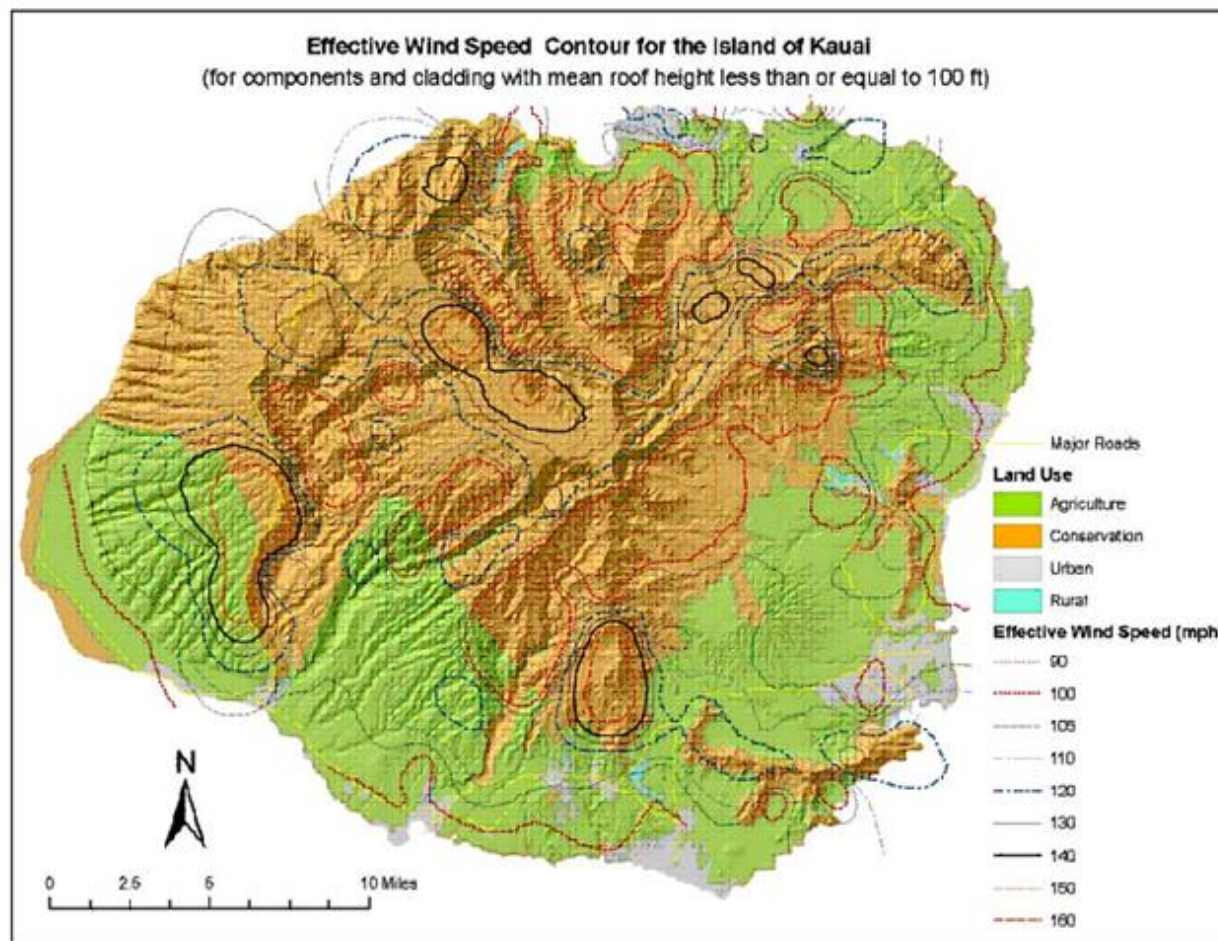 Effective Wind Speed Contour for the Island of Kauai
(for components and cladding with mean roof height less than or equal to 100 ft)
Major Roads
Land Use
Agriculture
Conservation
Urban
Rural
Effective Wind Speed (mph
90
100
105
110
120
130
140
150
160
N
0 2.5 5 10 Miles